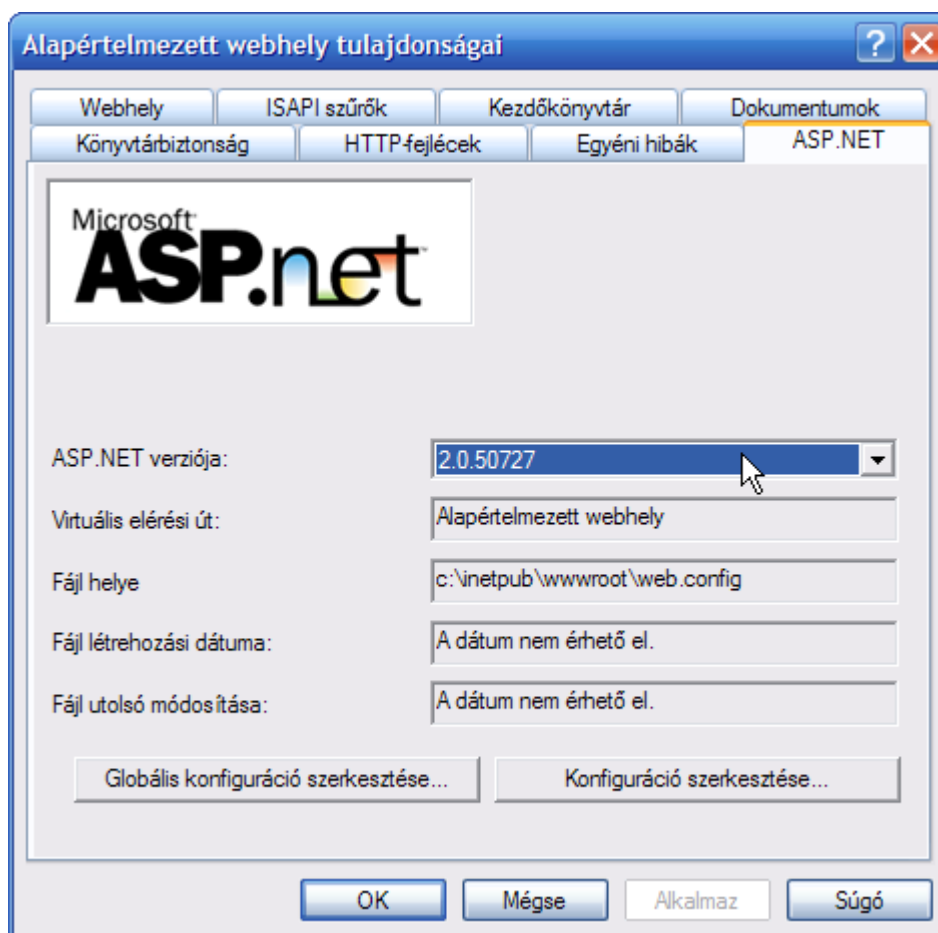 Alapértelmezett webhely tulajdonságai
Webhely ISAPI szűrők Kezdőkönyvtár Dokumentumok
Könyvtárbiztonság HTTP-fejlécek Egyéni hibák ASP.NET
Microsoft
ASP.net
ASP.NET verziója: 2.0.50727
Virtuális elérési út: Alapértelmezett webhely
Fájl helye c:\inetpub\wwwroot\web.config
Fájl létrehozási dátuma: A dátum nem érhető el.
Fájl utolsó módosítása: A dátum nem érhető el.
Globális konfiguráció szerkesztése... Konfiguráció szerkesztése...
OK Mégse Alkalmaz Súgó